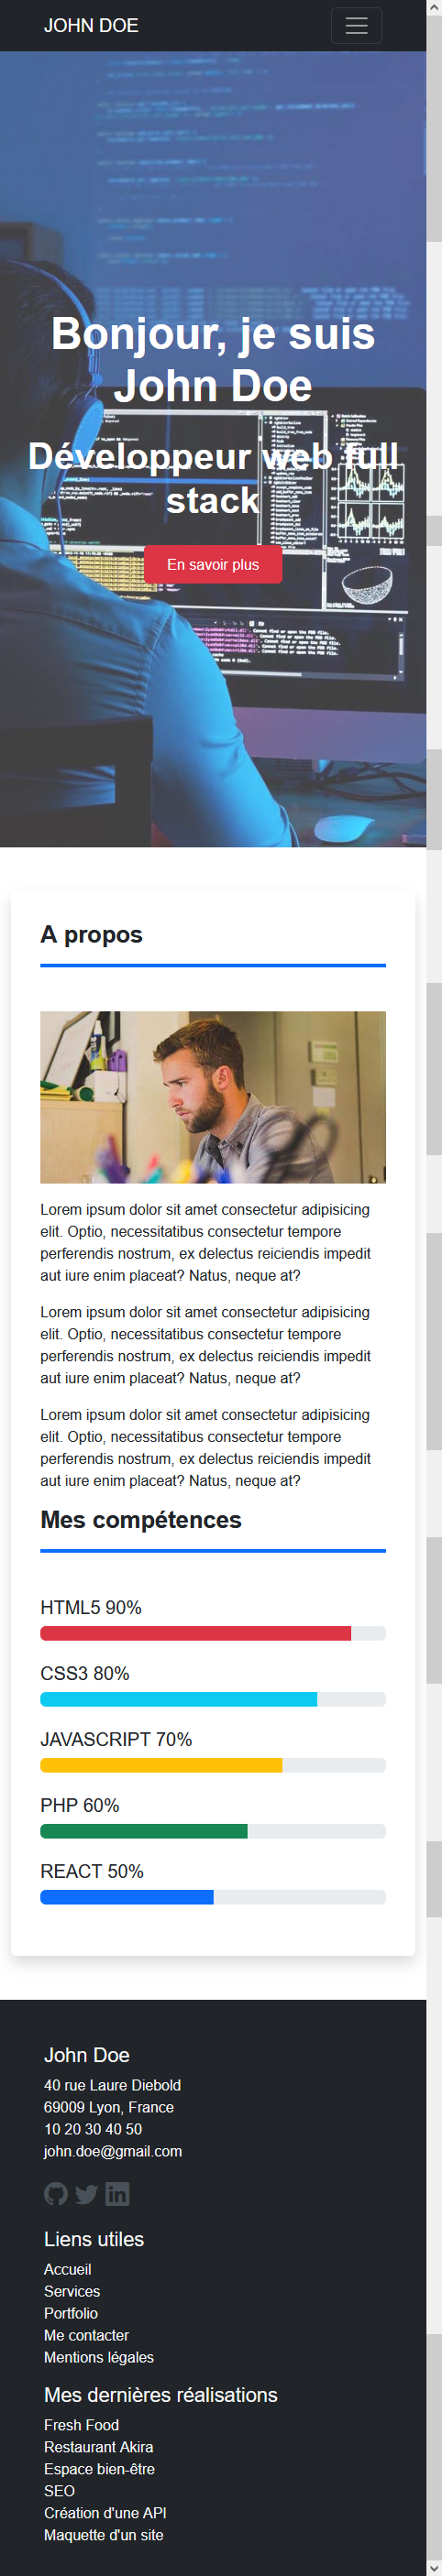 JOHN DOE
Bonjour, je suis
John Doe
Développeur web full
stack
En savoir plus
A propos
Lorem ipsum dolor sit amet consectetur adipisicing
elit. Optio, necessitatibus consectetur tempore
perferendis nostrum, ex delectus reiciendis impedit
aut iure enim placeat? Natus, neque at?
Lorem ipsum dolor sit amet consectetur adipisicing
elit. Optio, necessitatibus consectetur tempore
perferendis nostrum, ex delectus reiciendis impedit
aut iure enim placeat? Natus, neque at?
Lorem ipsum dolor sit amet consectetur adipisicing
elit. Optio, necessitatibus consectetur tempore
perferendis nostrum, ex delectus reiciendis impedit
aut iure enim placeat? Natus, neque at?
Mes compétences
HTML5 90%
CSS3 80%
JAVASCRIPT 70%
PHP 60%
REACT 50%
John Doe
40 rue Laure Diebold
69009 Lyon, France
10 20 30 40 50
john.doe@gmail.com
Liens utiles
Accueil
Services
Portfolio
Me contacter
Mentions légales
Mes dernières réalisations
Fresh Food
Restaurant Akira
Espace bien-être
SEO
Création d'une API
Maquette d'un site